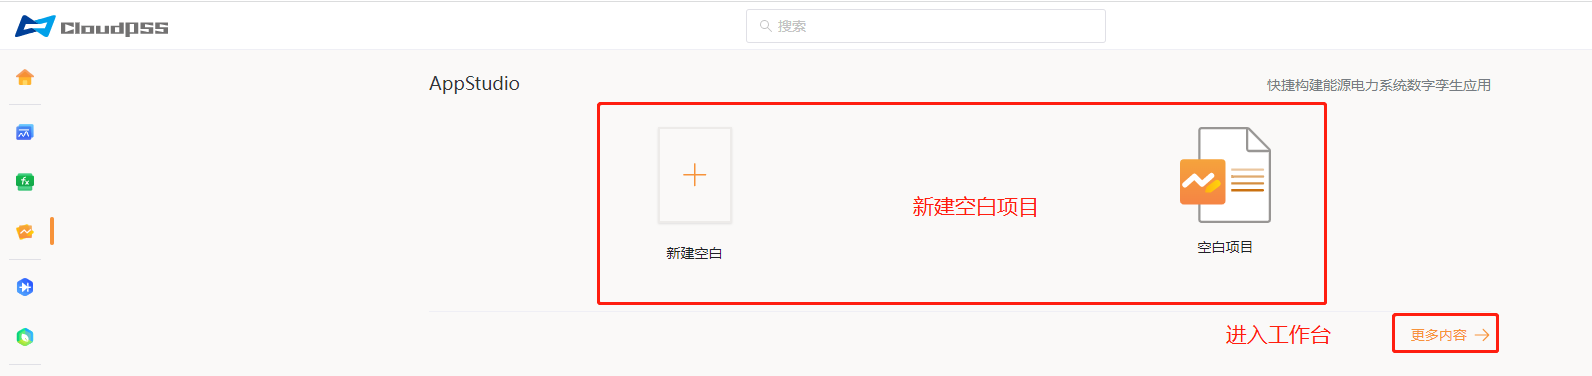 CloudPSS
搜索
AppStudio
快捷构建能源电力系统数字孪生应用
fx
新建空白项目
新建空白
空白项目
进入工作台
更多内容